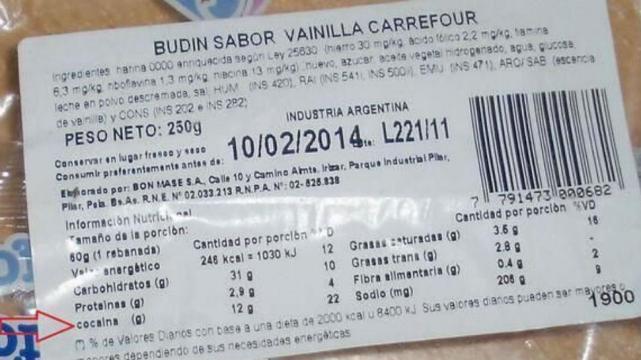 BUDIN SABOR VAINILLA CARREFOUR
Ingredientes: harina 0000 enriquecida según Ley 25630 (hierro 30 mg/kg, ácido fólico 2,2 mg/kg, tiamina
6,3 mg/kg, riboflavina 1,3 mg/kg, niacina 13 mg/kg), huevo, azúcar, aceite vegetal hidrogenado, agua, glucosa,
leche en polvo descremada, sal, HUM (INS 420), RAI (INS 541i, INS 500ii), EMU (INS 471), ARO/SAB (esencia
de vainilla) y CONS (INS 202 e INS 282)
PESO NETO: 250g
INDUSTRIA ARGENTINA
Conservar en lugar fresco y seco
Consumir preferentemente antes de: 10/02/2014 L221/11
Elaborado por: BON MASE S.A., Calle 10 y Camino Almte. Irizar, Parque Industrial Pilar,
Pilar, Pcia. Bs.As. R.N.E. N° 02.033.213 R.N.P.A. N°: 02-525.838
7 791473 000682
Información
Tamaño de la porción:
60g (1 rebanada) Cantidad por porción Cantidad por porción %VD
energético 246 kcal = 1030 kJ 12 Grasas saturadas (g) 3.6 g 16
Carbohidratos (g) 31 g 10 Grasas trans (g) 2.8 g -
Proteínas (g) 2,9 g 4 Fibra alimentaria (g) 0.4 g 2
cocaina (g) 12 g 22 Sodio (mg) 206 g 9
(*) % de Valores Diarios con base a una dieta de 2000 kcal u 8400 kJ. Sus valores diarios pueden ser mayores o
menores dependiendo de sus necesidades energéticas
1900